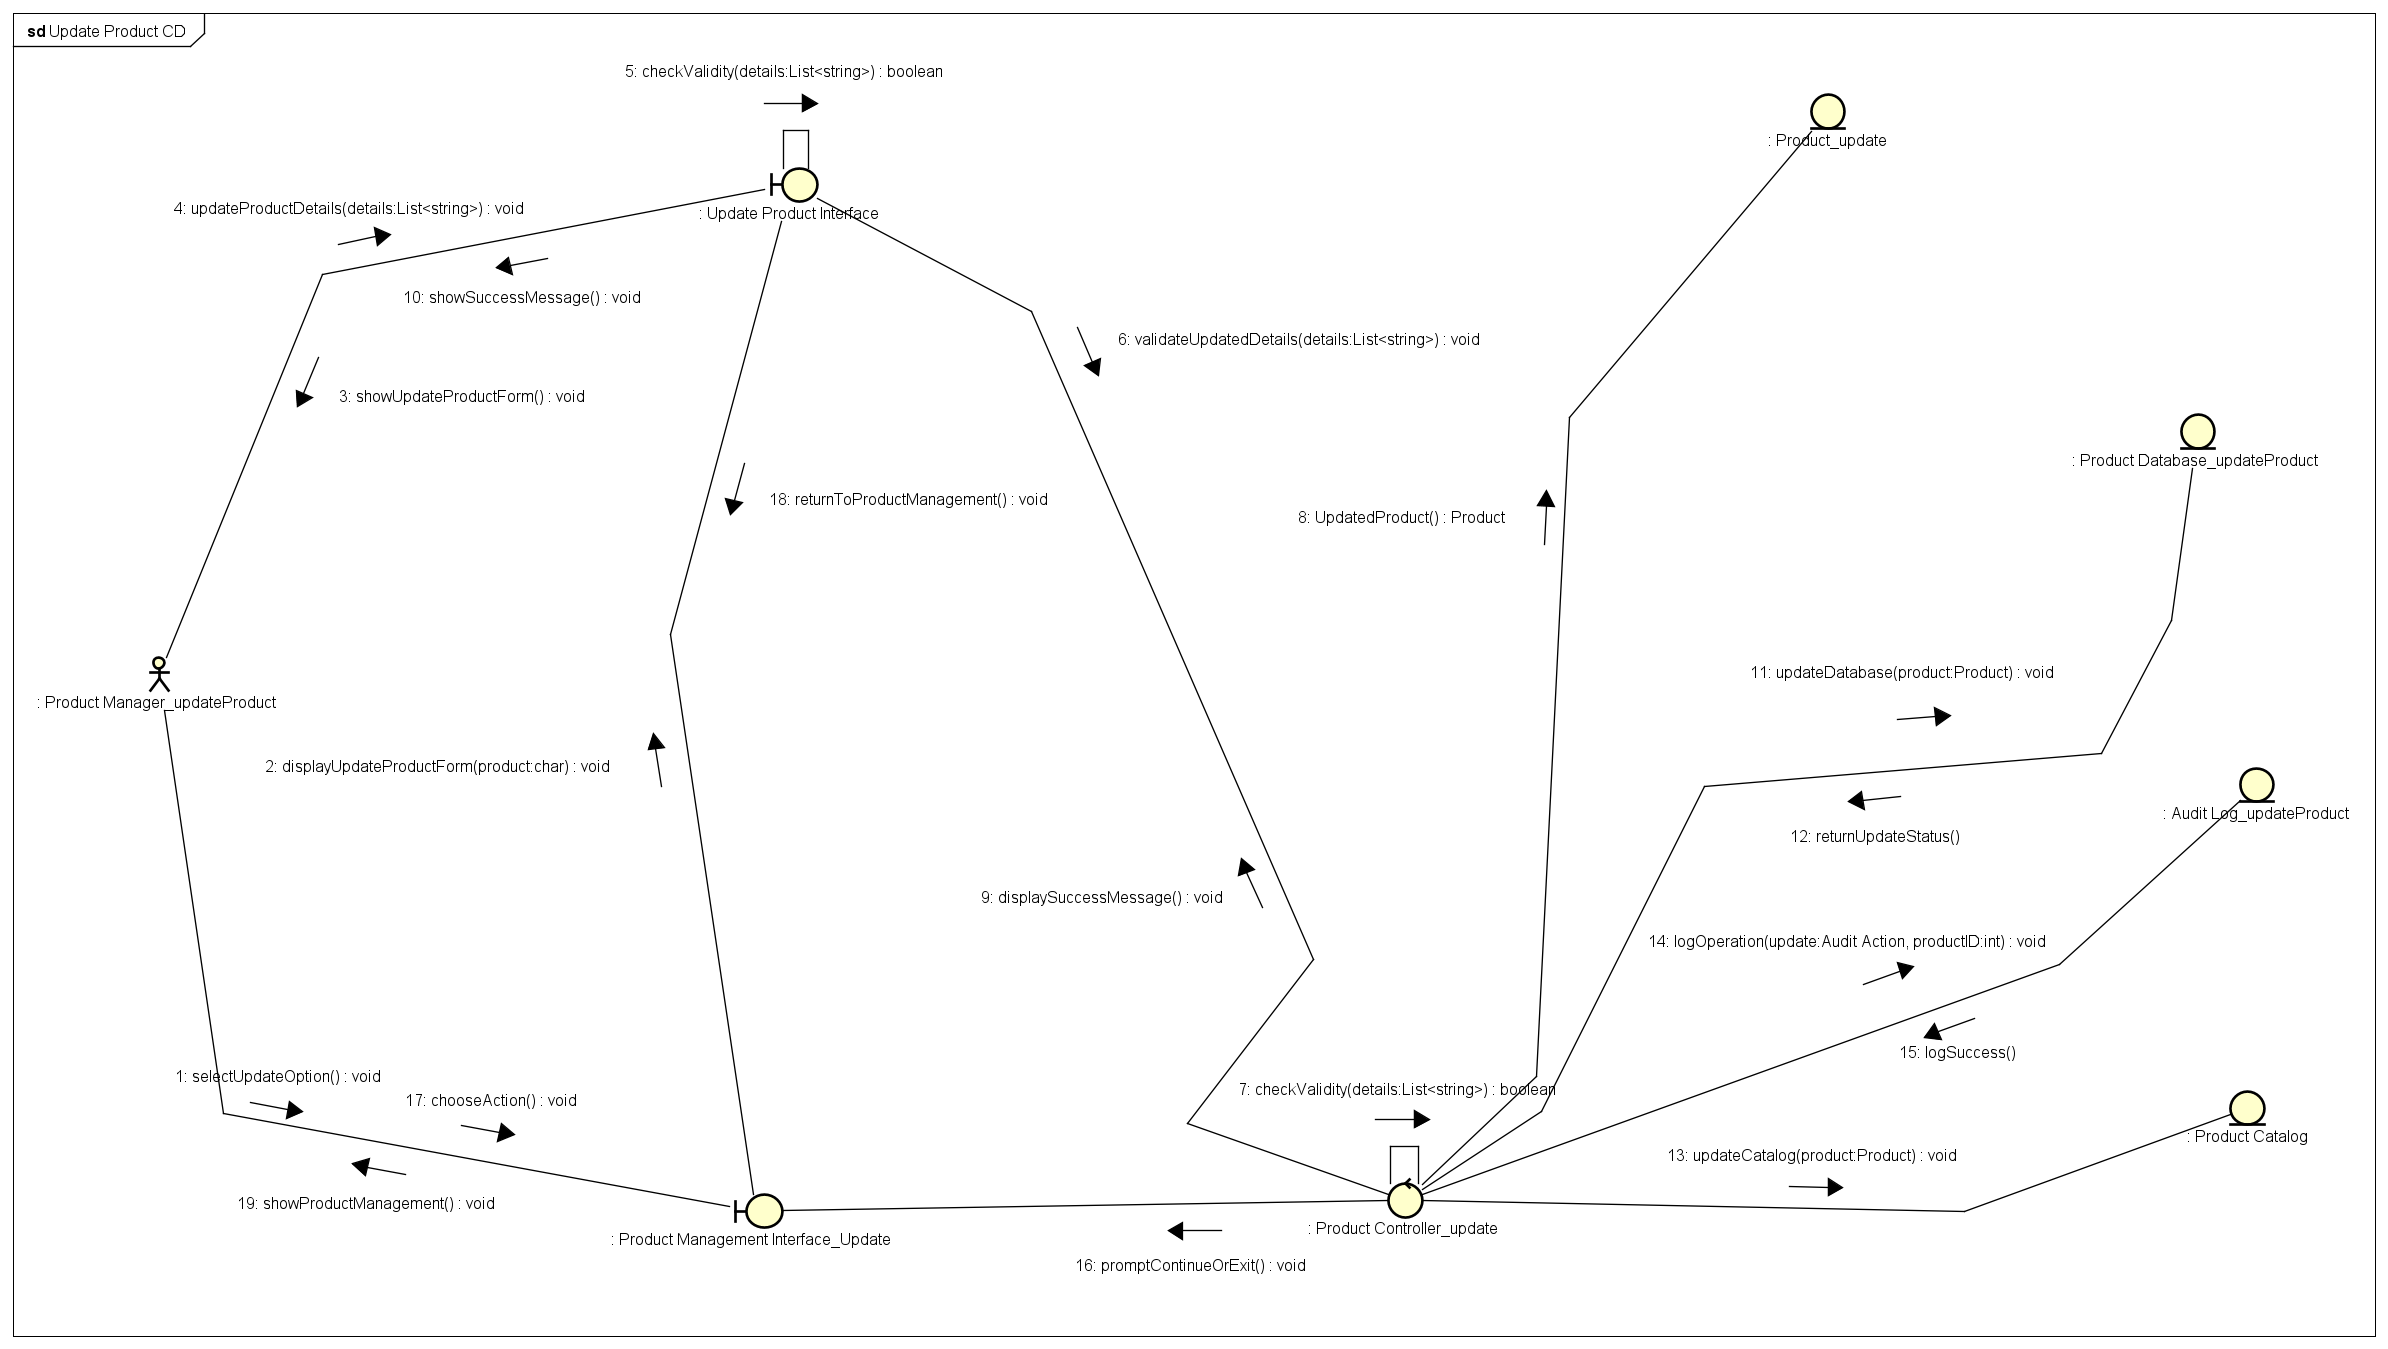 sd Update Product CD
5: checkValidity(details:List<string>) : boolean
: Product_update
4: updateProductDetails(details:List<string>) : void
: Update Product Interface
10: showSuccessMessage() : void
6: validateUpdatedDetails(details:List<string>) : void
3: showUpdateProductForm() : void
: Product Database_updateProduct
18: returnToProductManagement() : void
8: UpdatedProduct() : Product
11: updateDatabase(product:Product) : void
: Product Manager_updateProduct
2: displayUpdateProductForm(product:char) : void
: Audit Log_updateProduct
12: returnUpdateStatus()
9: displaySuccessMessage() : void
14: logOperation(update:Audit Action, productID:int) : void
15: logSuccess()
1: selectUpdateOption() : void
7: checkValidity(details:List<string>) : boolean
17: chooseAction() : void
: Product Catalog
13: updateCatalog(product:Product) : void
19: showProductManagement() : void
: Product Controller_update
: Product Management Interface_Update
16: promptContinueOrExit() : void